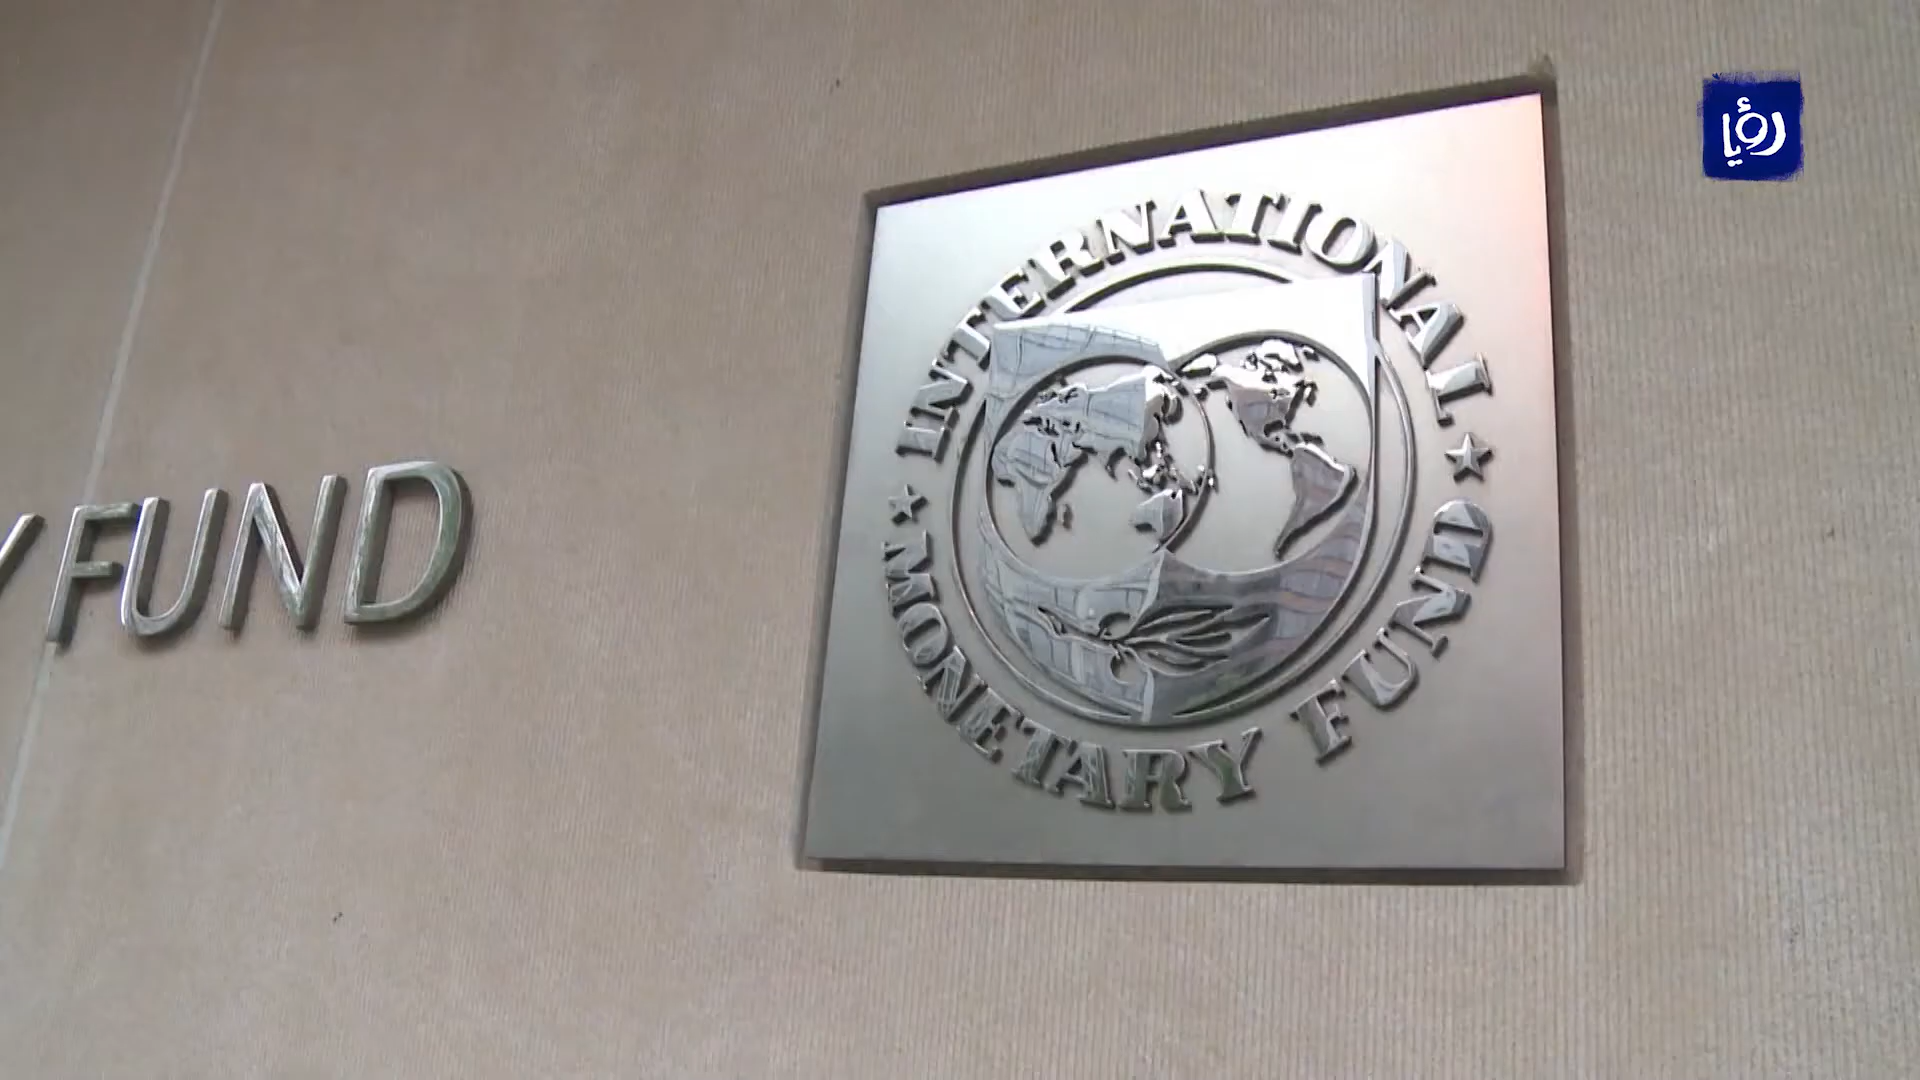 رؤيا
Y FUND
INTERNATIONAL
MONETARY FUND